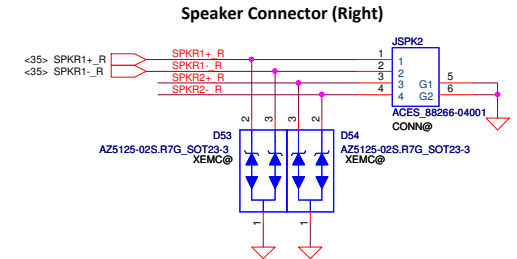 Speaker Connector (Right)
JSPK2
<35> SPKR1+_R SPKR1+_R 1 1
<35> SPKR1-_R SPKR1-_R 2 2
SPKR2+_R 3 3 G1 5
SPKR2-_R 4 4 G2 6
ACES_88266-04001
CONN@
2 3 2 3
D53 D54
AZ5125-02S.R7G_SOT23-3 AZ5125-02S.R7G_SOT23-3
XEMC@ XEMC@
1 1